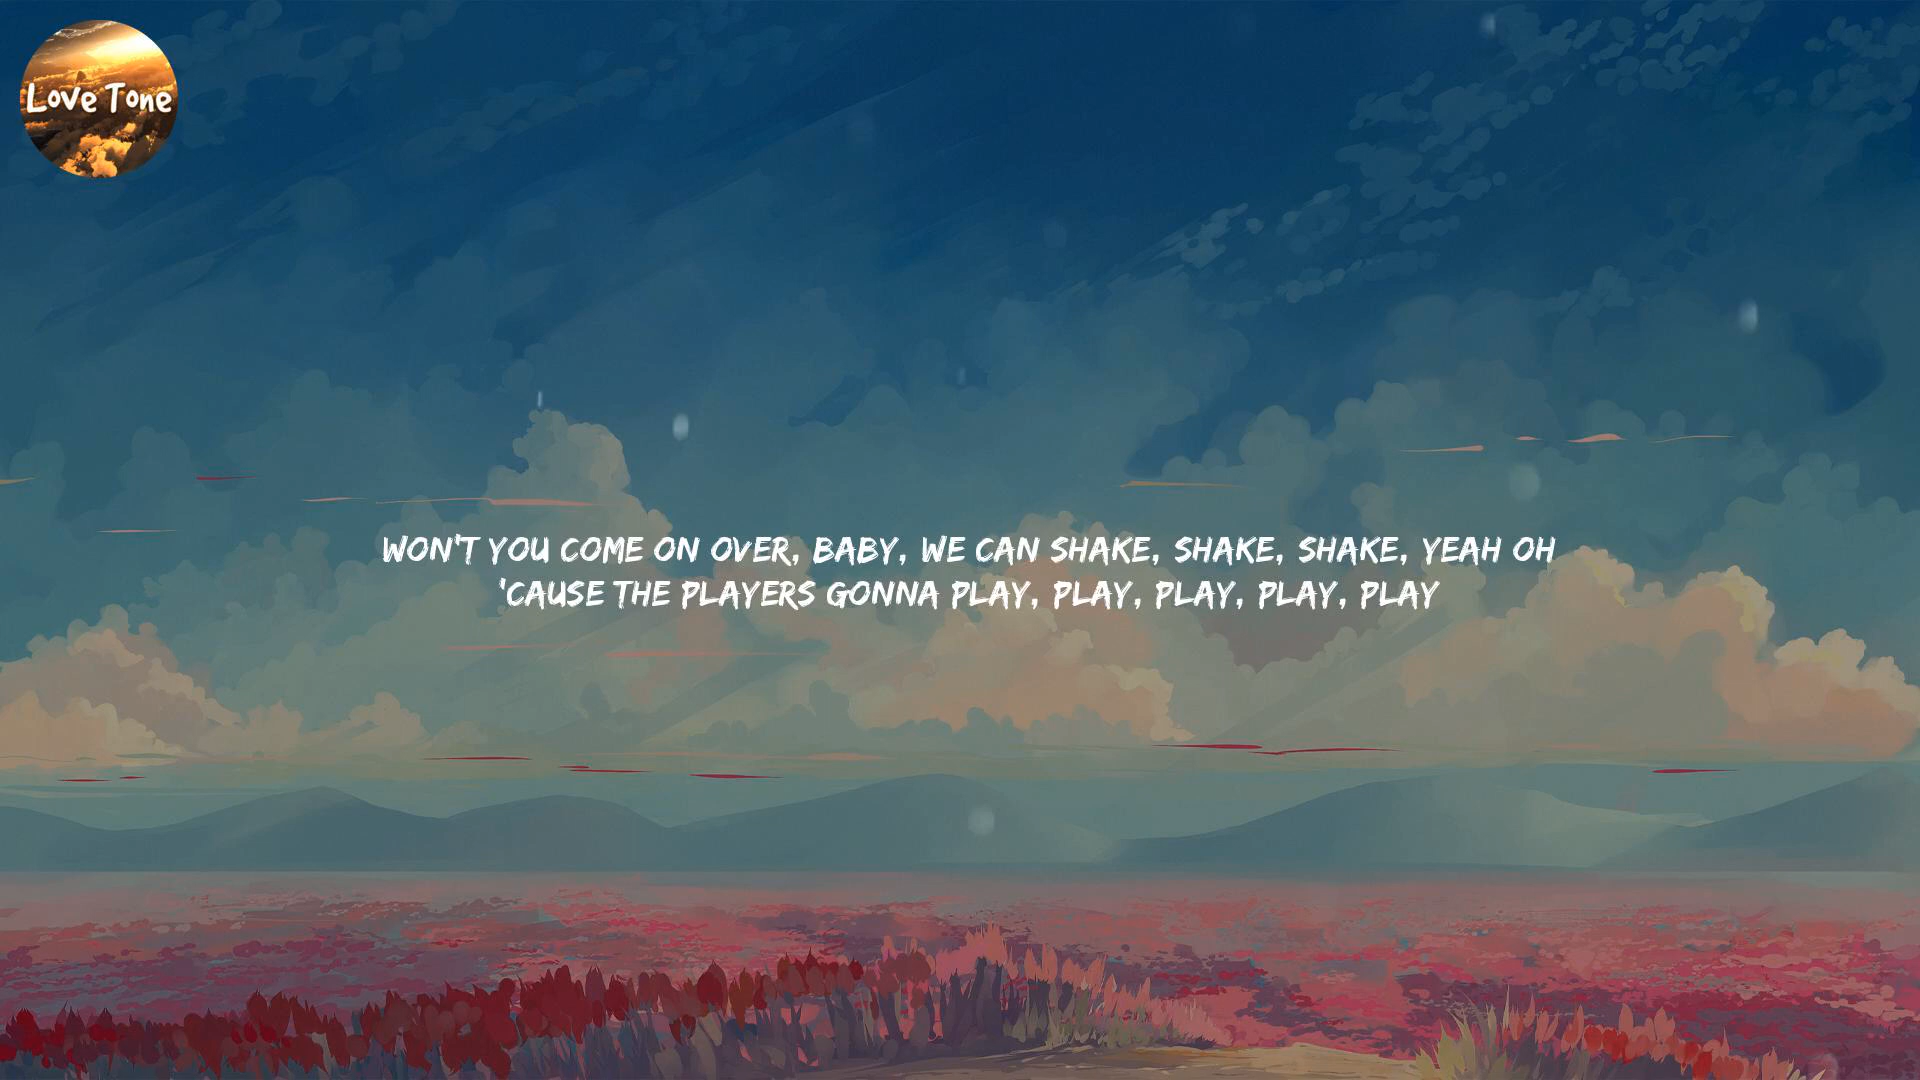 Love Tone
WON'T YOU COME ON OVER, BABY, WE CAN SHAKE, SHAKE, SHAKE, YEAH OH
'CAUSE THE PLAYERS GONNA PLAY, PLAY, PLAY, PLAY, PLAY